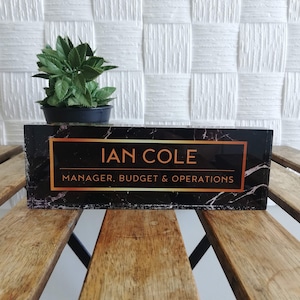 IAN COLE
MANAGER, BUDGET & OPERATIONS